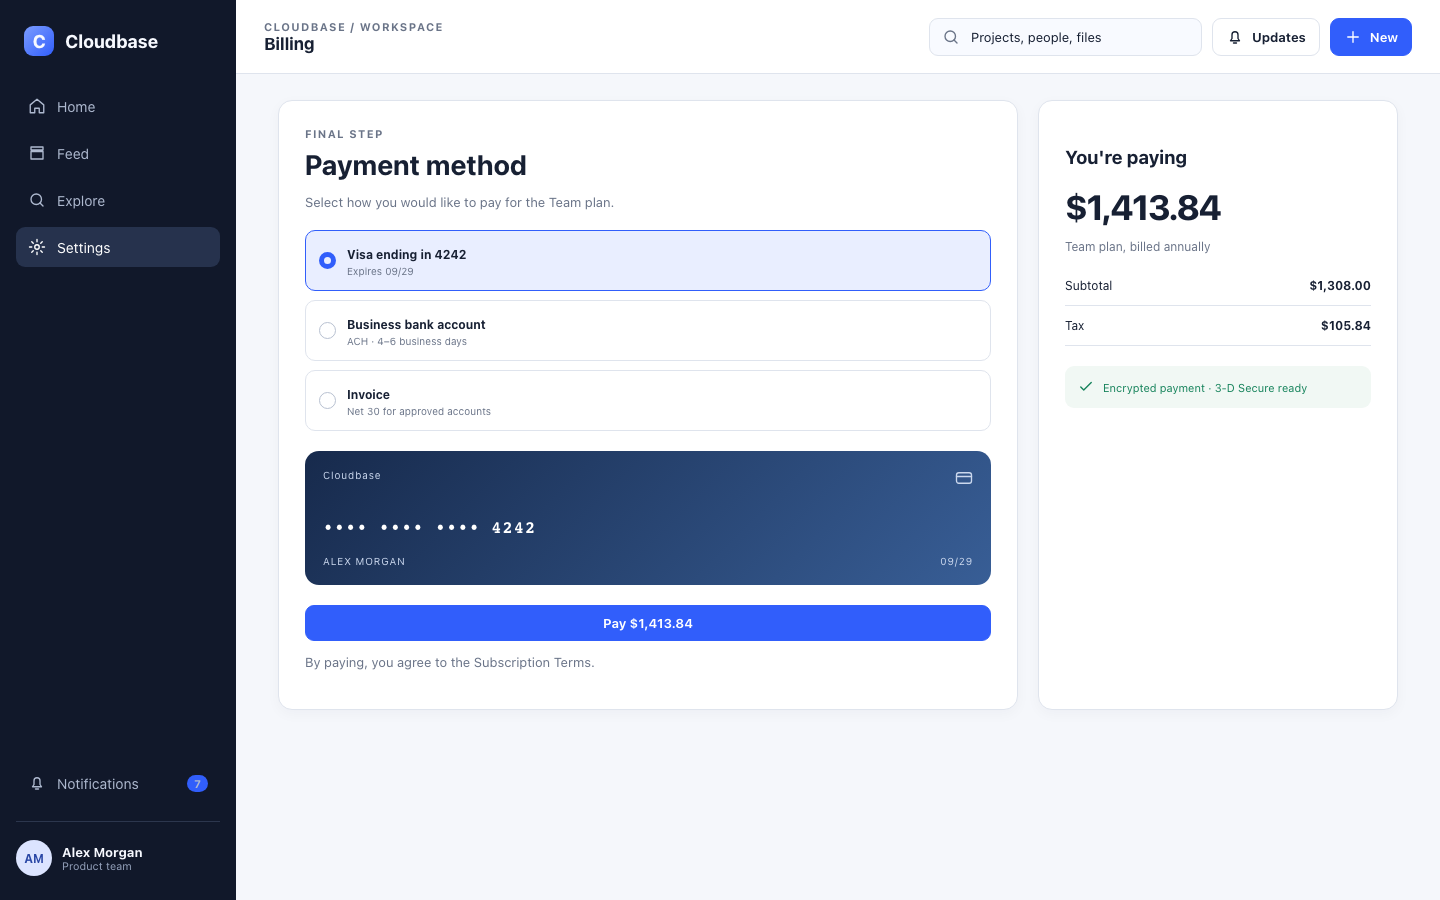 C Cloudbase
Home
Feed
Explore
Settings
Notifications 7
AM
Alex Morgan
Product team
CLOUDBASE / WORKSPACE
Billing
Projects, people, files
Updates
New
FINAL STEP
Payment method
Select how you would like to pay for the Team plan.
Visa ending in 4242
Expires 09/29
Business bank account
ACH · 4–6 business days
Invoice
Net 30 for approved accounts
Cloudbase
•••• •••• •••• 4242
ALEX MORGAN 09/29
Pay $1,413.84
By paying, you agree to the Subscription Terms.
You're paying
$1,413.84
Team plan, billed annually
Subtotal $1,308.00
Tax $105.84
Encrypted payment · 3-D Secure ready